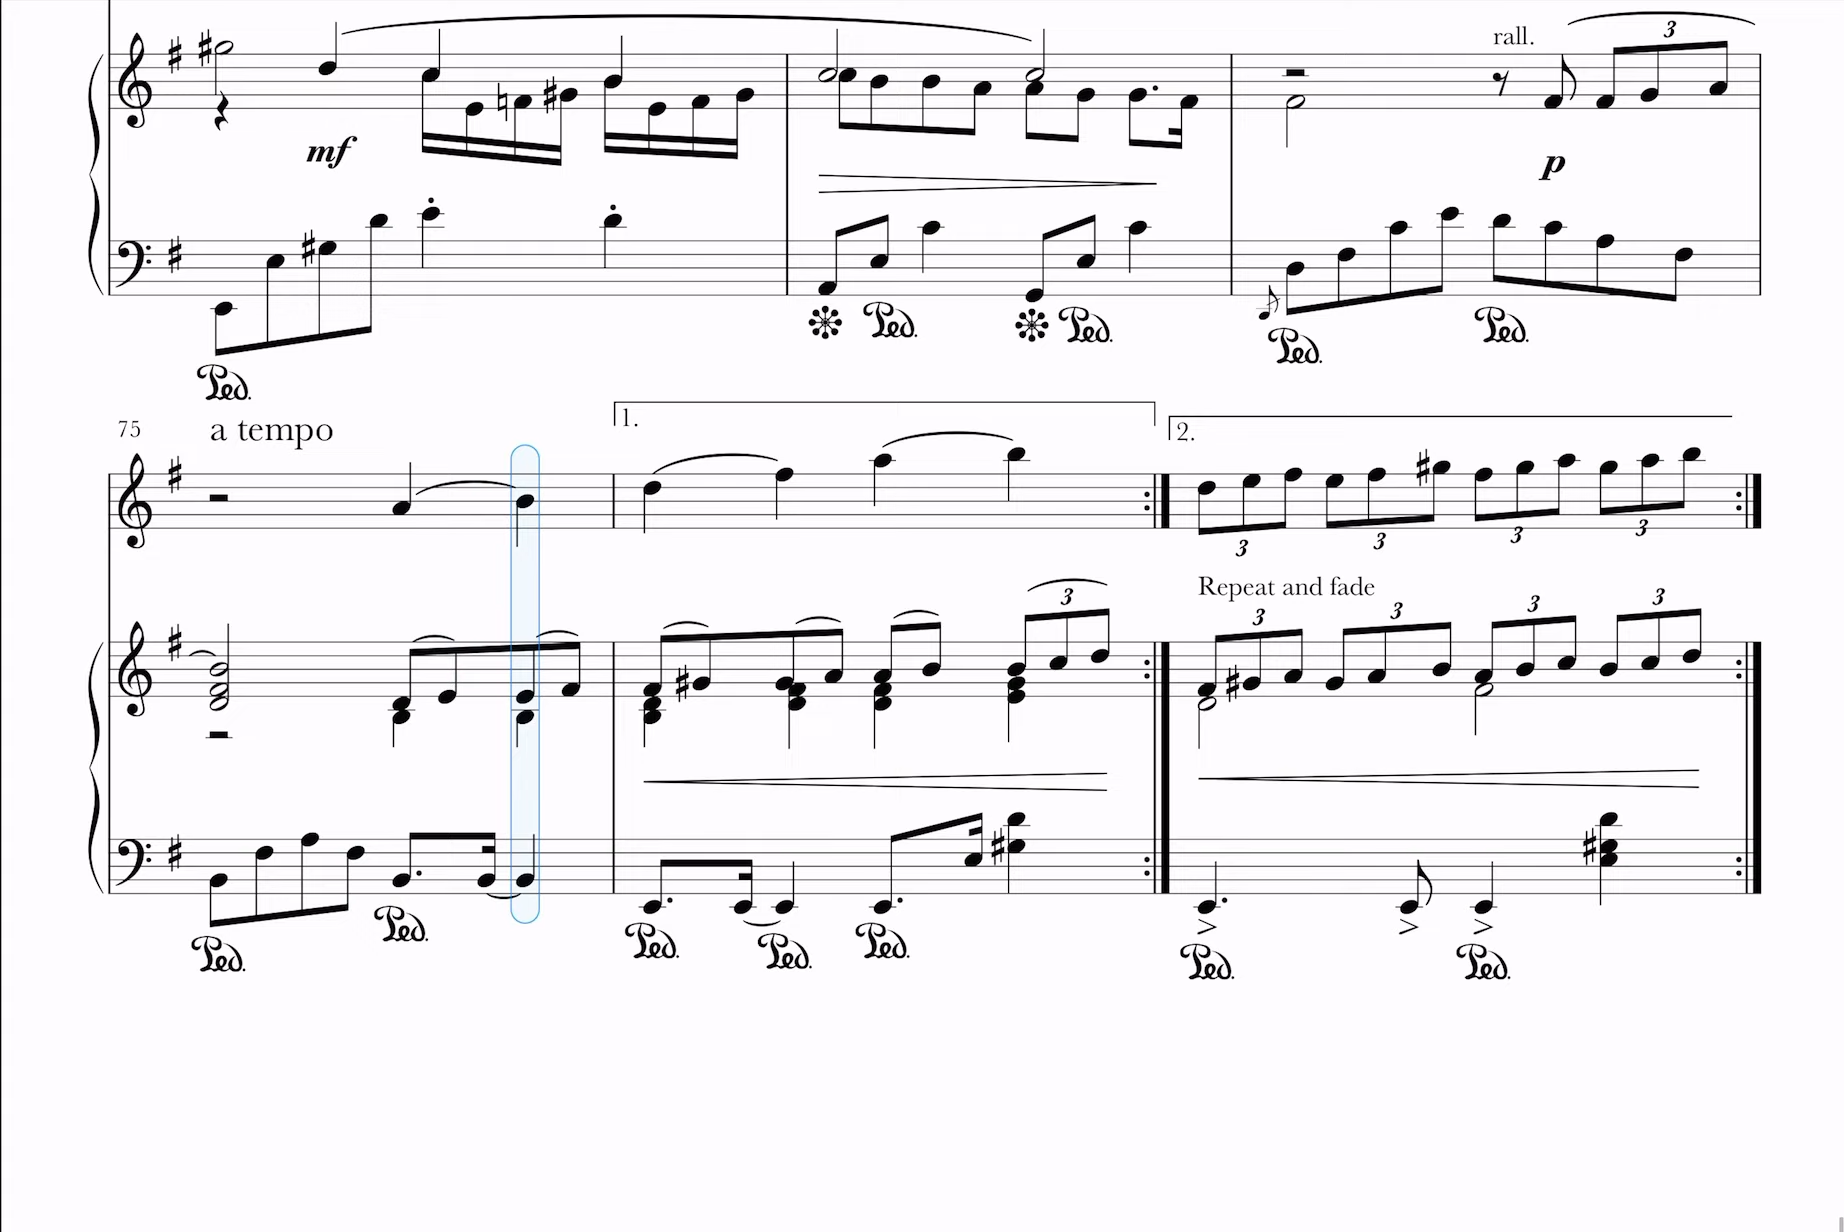 rall. 3
mf p
Ped. Ped. Ped. Ped. Ped.
Ped.
75 a tempo 1. 2.
3 3 3 3
Repeat and fade
3 3 3 3 3
Ped. Ped. Ped. Ped. Ped. Ped. Ped.